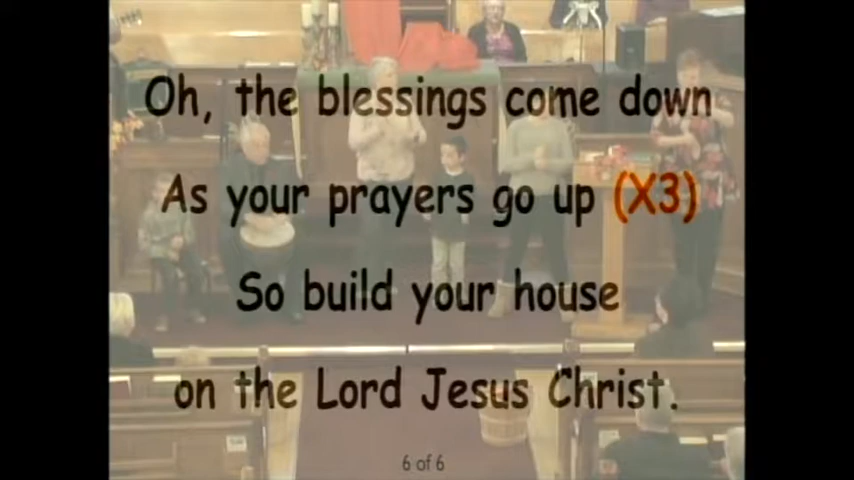 Oh, the blessings come down
As your prayers go up (X3)
So build your house
on the Lord Jesus Christ.
6 of 6